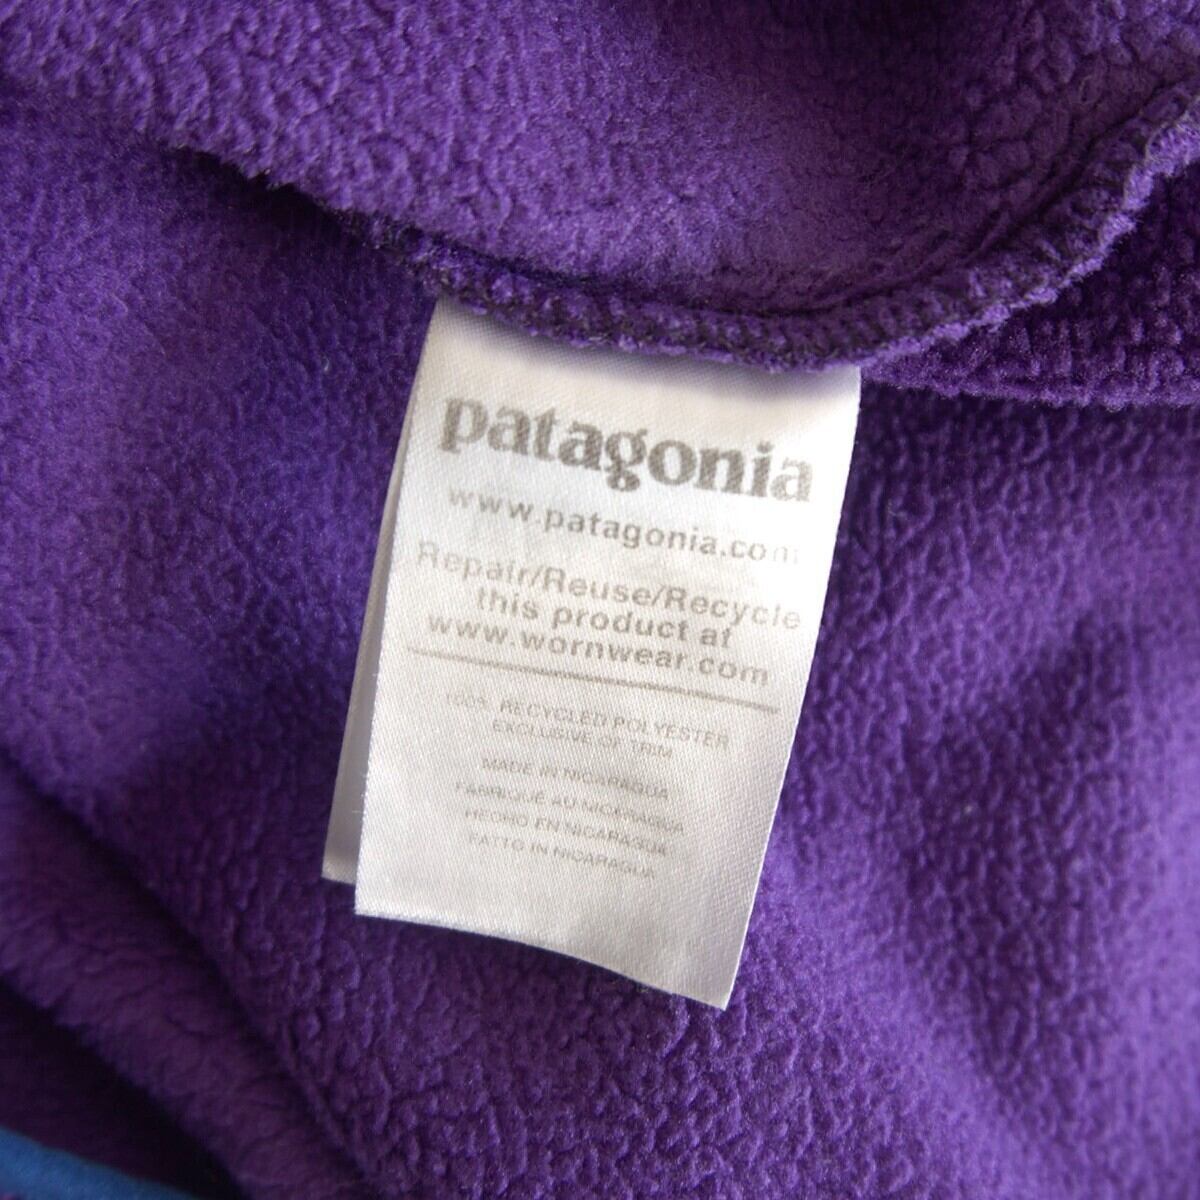 patagonia
www.patagonia.com
Repair/Reuse/Recycle
this product at
www.wornwear.com
100% RECYCLED POLYESTER
EXCLUSIVE OF TRIM
MADE IN NICARAGUA
FABRIQUÉ AU NICARAGUA
HECHO EN NICARAGUA
FATTO IN NICARAGUA